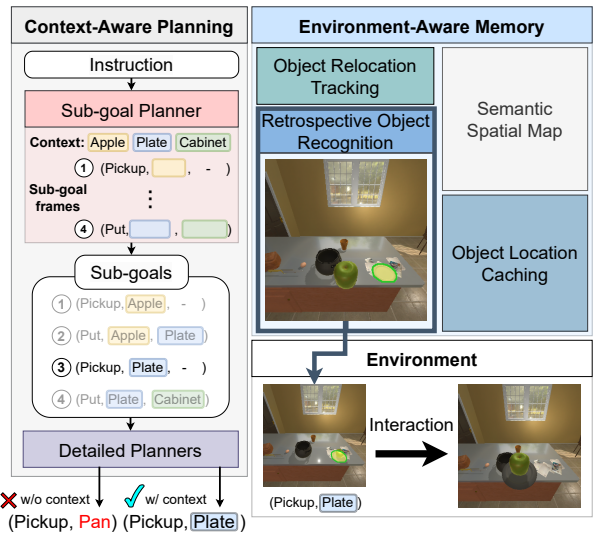 Context-Aware Planning
Instruction
Sub-goal Planner
Context: Apple Plate Cabinet
1 (Pickup, , - )
Sub-goal
frames
⋮
4 (Put, , )
Sub-goals
1 (Pickup, Apple, - )
2 (Put, Apple, Plate)
3 (Pickup, Plate, - )
4 (Put, Plate, Cabinet)
Detailed Planners
w/o context
w/ context
(Pickup, Pan)
(Pickup, Plate)
Environment-Aware Memory
Object Relocation
Tracking
Retrospective Object
Recognition
Semantic
Spatial Map
Object Location
Caching
Environment
Interaction
(Pickup, Plate)